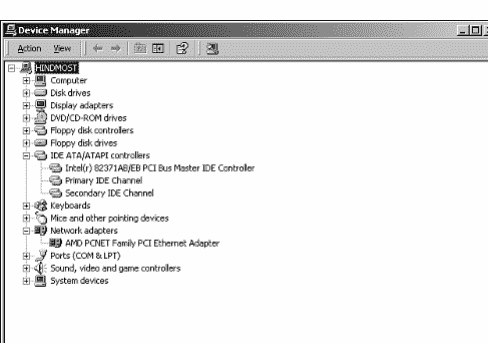 Device Manager
Action View
HINDMOST
Computer
Disk drives
Display adapters
DVD/CD-ROM drives
Floppy disk controllers
Floppy disk drives
IDE ATA/ATAPI controllers
Intel(r) 82371AB/EB PCI Bus Master IDE Controller
Primary IDE Channel
Secondary IDE Channel
Keyboards
Mice and other pointing devices
Network adapters
AMD PCNET Family PCI Ethernet Adapter
Ports (COM & LPT)
Sound, video and game controllers
System devices